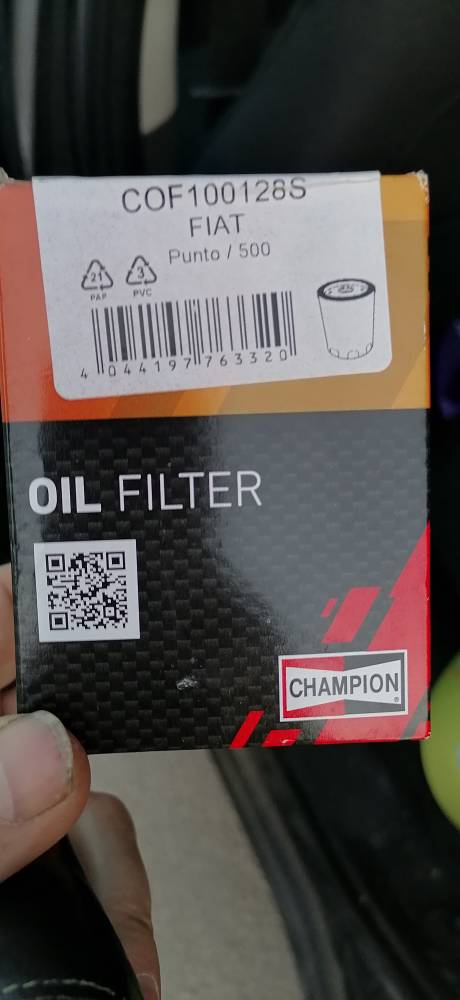 COF100128S
FIAT
Punto / 500
21
PAP
3
PVC
4 044197 763320
OIL FILTER
CHAMPION